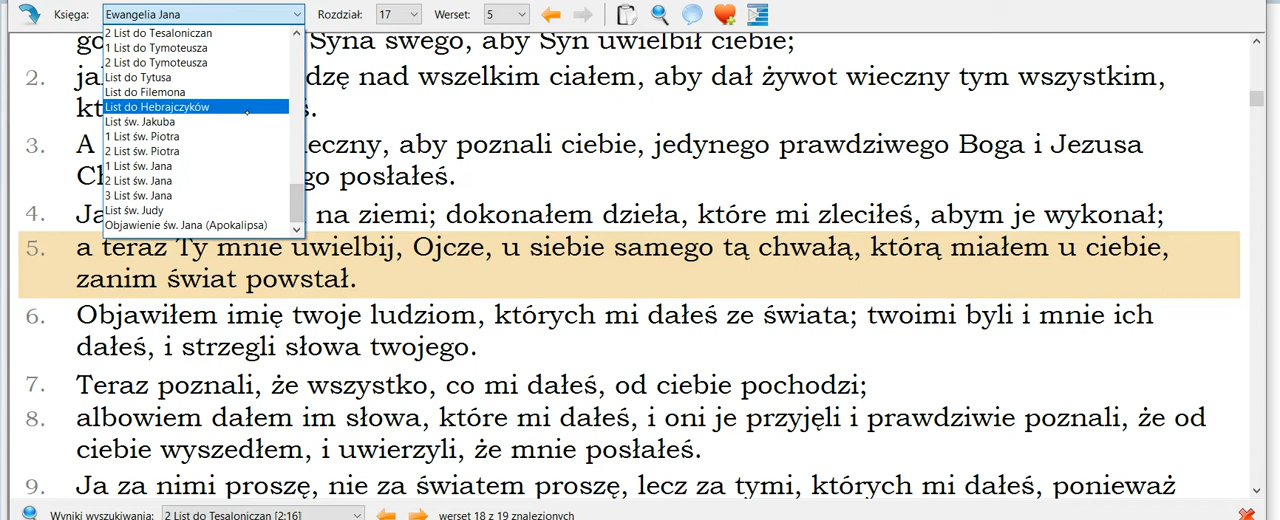 Księga: Ewangelia Jana Rozdział: 17 Werset: 5
2 List do Tesaloniczan
1 List do Tymoteusza
2 List do Tymoteusza
List do Tytusa
List do Filemona
List do Hebrajczyków
List św. Jakuba
1 List św. Piotra
2 List św. Piotra
1 List św. Jana
2 List św. Jana
3 List św. Jana
List św. Judy
Objawienie św. Jana (Apokalipsa)
Syna swego, aby Syn uwielbił ciebie;
2. nad wszelkim ciałem, aby dał żywot wieczny tym wszystkim,
3. A aby poznali ciebie, jedynego prawdziwego Boga i Jezusa
posłałeś.
4. na ziemi; dokonałem dzieła, które mi zleciłeś, abym je wykonał;
5. a teraz Ty mnie uwielbij, Ojcze, u siebie samego tą chwałą, którą miałem u ciebie,
zanim świat powstał.
6. Objawiłem imię twoje ludziom, których mi dałeś ze świata; twoimi byli i mnie ich
dałeś, i strzegli słowa twojego.
7. Teraz poznali, że wszystko, co mi dałeś, od ciebie pochodzi;
8. albowiem dałem im słowa, które mi dałeś, i oni je przyjęli i prawdziwie poznali, że od
ciebie wyszedłem, i uwierzyli, że mnie posłałeś.
9. Ja za nimi proszę, nie za światem proszę, lecz za tymi, których mi dałeś, ponieważ
Wyniki wyszukiwania: 2 List do Tesaloniczan [2:16] werset 18 z 19 znalezionych